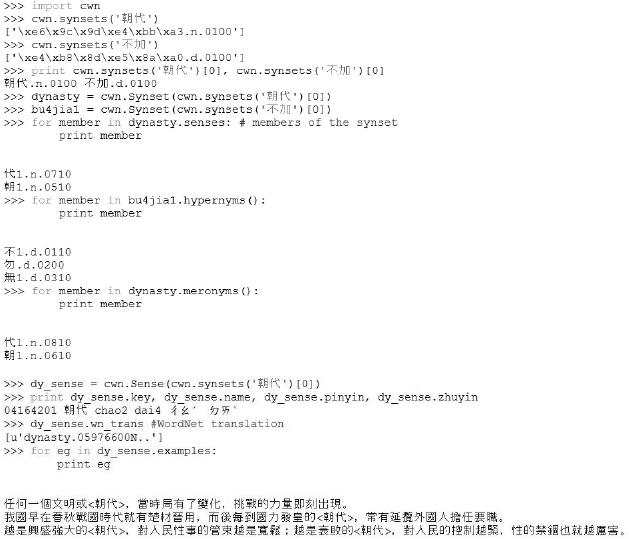 >>> import cwn
>>> cwn.synsets('朝代')
['\xe6\x9c\x9d\xe4\xbb\xa3.n.0100']
>>> cwn.synsets('不加')
['\xe4\xb8\x8d\xe5\x8a\xa0.d.0100']
>>> print cwn.synsets('朝代')[0], cwn.synsets('不加')[0]
朝代.n.0100 不加.d.0100
>>> dynasty = cwn.Synset(cwn.synsets('朝代')[0])
>>> bu4jia1 = cwn.Synset(cwn.synsets('不加')[0])
>>> for member in dynasty.senses: # members of the synset
print member
代1.n.0710
朝1.n.0510
>>> for member in bu4jia1.hypernyms():
print member
不1.d.0110
勿.d.0200
無1.d.0310
>>> for member in dynasty.meronyms():
print member
代1.n.0810
朝1.n.0610
>>> dy_sense = cwn.Sense(cwn.synsets('朝代')[0])
>>> print dy_sense.key, dy_sense.name, dy_sense.pinyin, dy_sense.zhuyin
04164201 朝代 chao2 dai4 ㄔㄠˊ ㄉㄞˋ
>>> dy_sense.wn_trans #WordNet translation
[u'dynasty.05976600N..']
>>> for eg in dy_sense.examples:
print eg
任何一個文明或<朝代>，當時局有了變化，挑戰的力量即刻出現。
我國早在春秋戰國時代就有楚材晉用，而後每到國力發皇的<朝代>，常有延攬外國人擔任要職。
越是興盛強大的<朝代>，對人民性事的管束越是寬鬆；越是衰敗的<朝代>，對人民的控制越緊，性的禁錮也就越厲害。